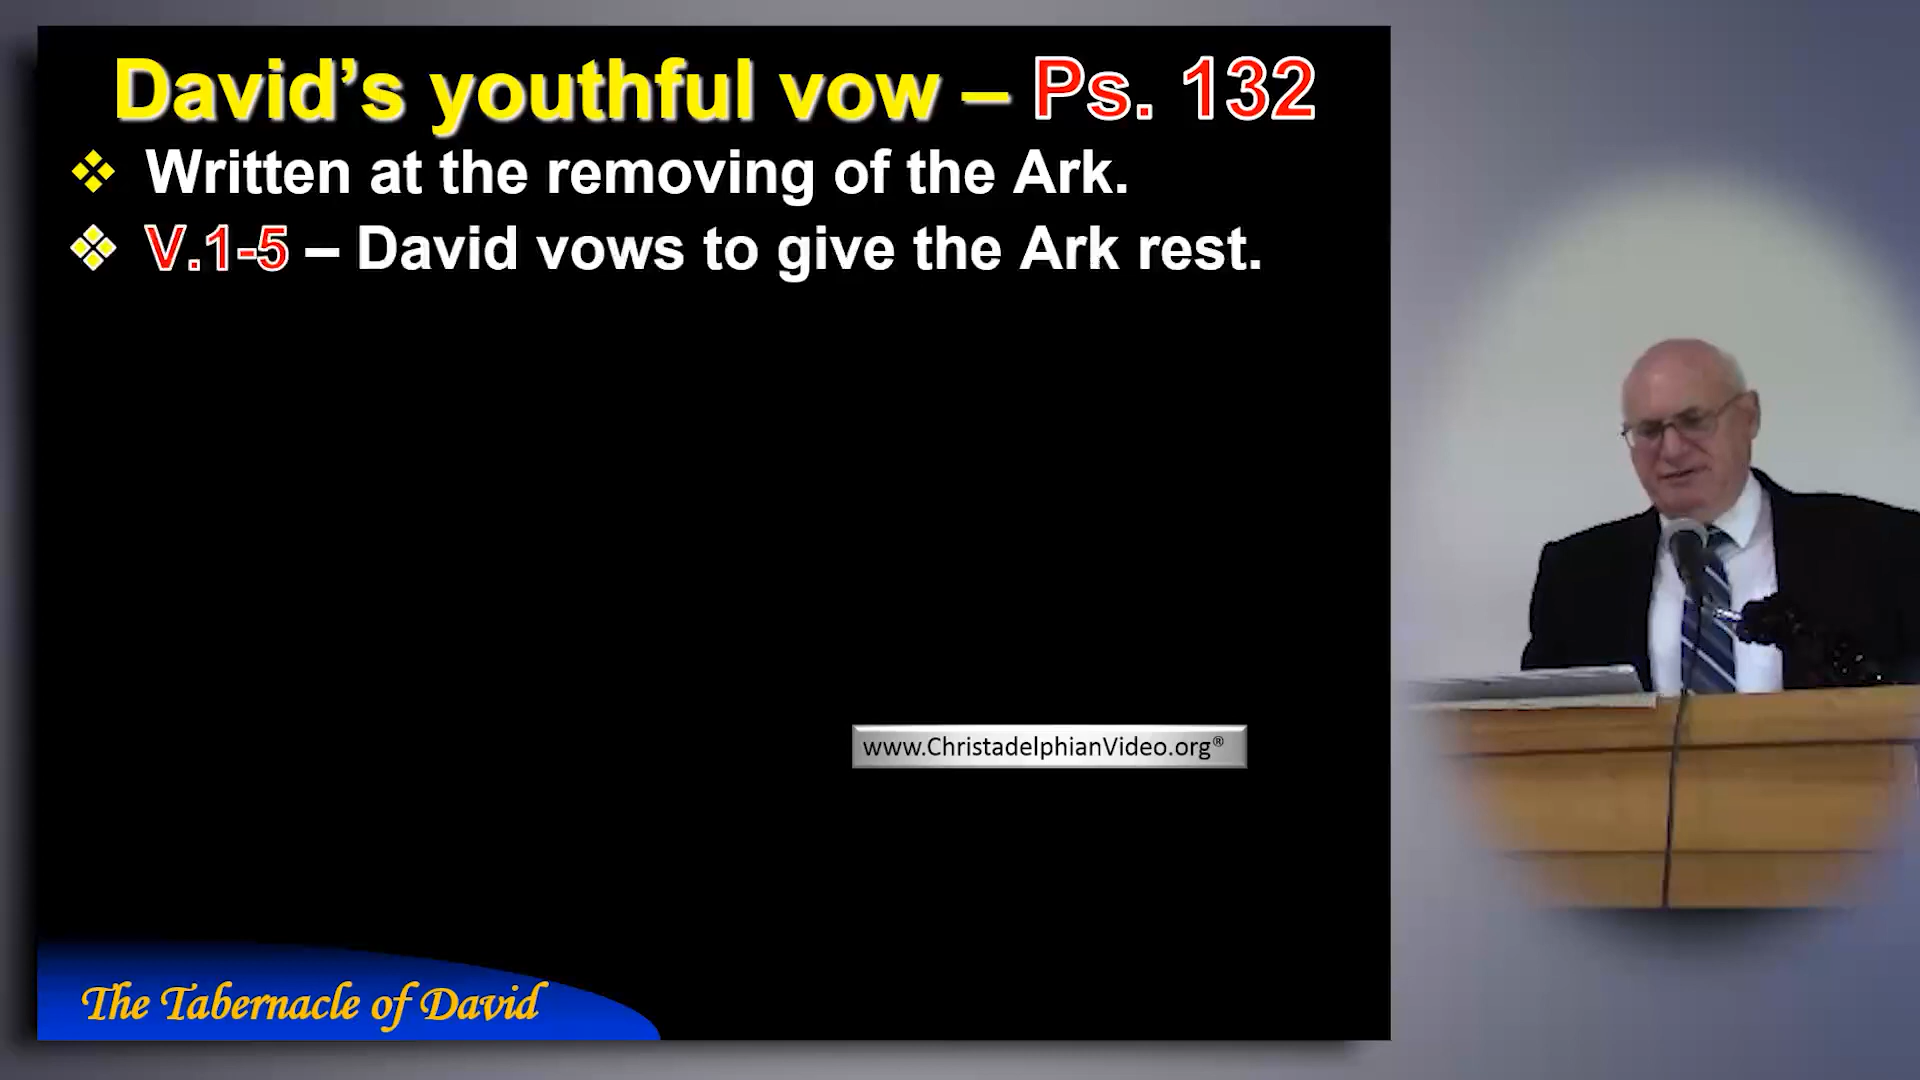 David’s youthful vow – Ps. 132
Written at the removing of the Ark.
V.1-5 – David vows to give the Ark rest.
www.ChristadelphianVideo.org®
The Tabernacle of David